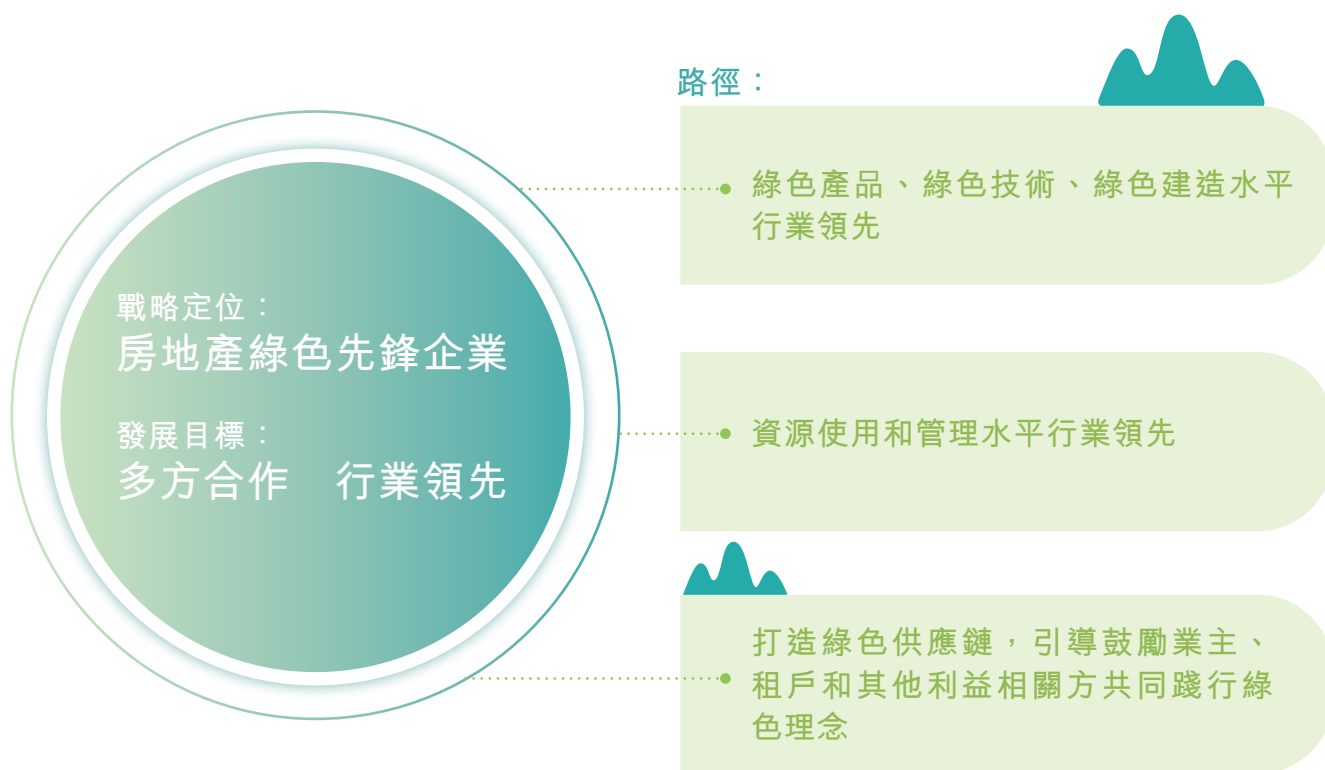 戰略定位：
房地產綠色先鋒企業
發展目標：
多方合作　行業領先
路徑：
綠色產品、綠色技術、綠色建造水平
行業領先
資源使用和管理水平行業領先
打造綠色供應鏈，引導鼓勵業主、
租戶和其他利益相關方共同踐行綠
色理念